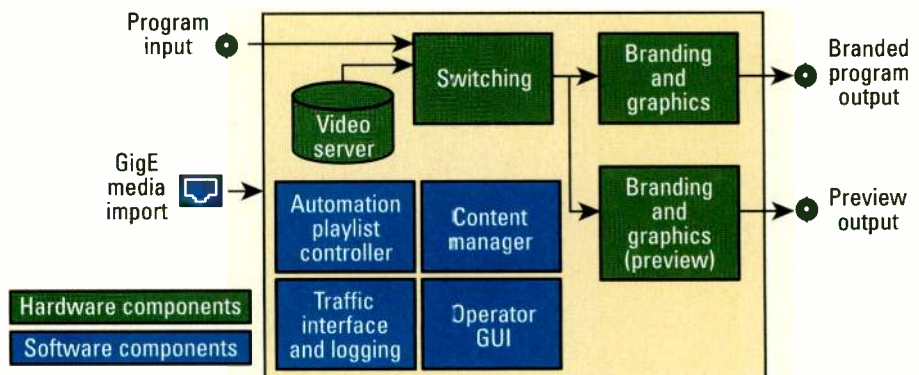 Program
input
Switching
Video
server
Branding
and
graphics
Branded
program
output
GigE
media
import
Automation
playlist
controller
Content
manager
Branding
and
graphics
(preview)
Preview
output
Hardware components
Software components
Traffic
interface
and logging
Operator
GUI